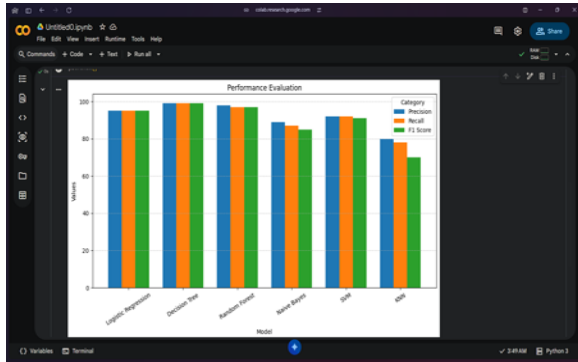 colab.research.google.com
Untitled0.ipynb
Share
File Edit View Insert Runtime Tools Help
Commands + Code + Text Run all
RAM
Disk
Performance Evaluation
Category
Precision
Recall
F1 Score
100
80
60
40
20
0
Values
Logistic Regression
Decision Tree
Random Forest
Naive Bayes
SVM
KNN
Model
{} Variables Terminal
3:49 AM Python 3